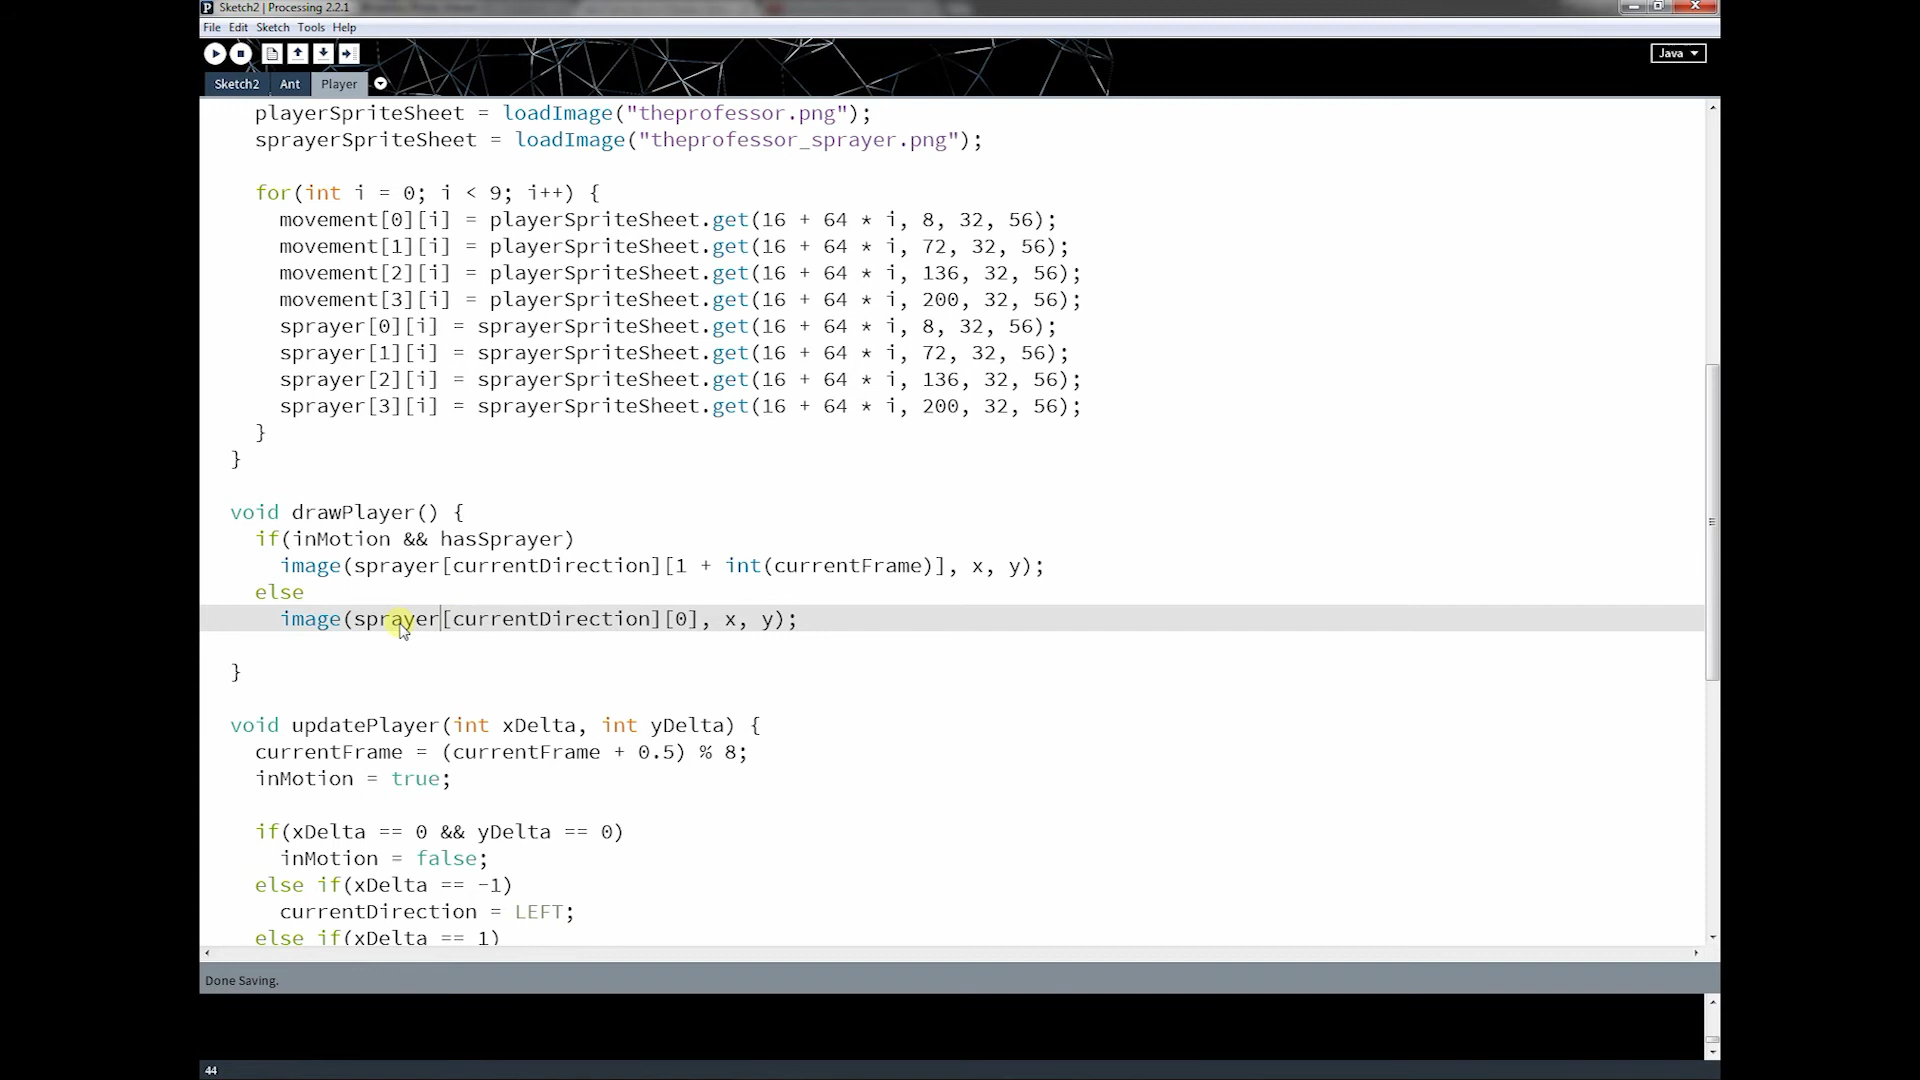 Sketch2 | Processing 2.2.1
File Edit Sketch Tools Help
Java
Sketch2 Ant Player
playerSpriteSheet = loadImage("theprofessor.png");
sprayerSpriteSheet = loadImage("theprofessor_sprayer.png");
for(int i = 0; i < 9; i++) {
movement[0][i] = playerSpriteSheet.get(16 + 64 * i, 8, 32, 56);
movement[1][i] = playerSpriteSheet.get(16 + 64 * i, 72, 32, 56);
movement[2][i] = playerSpriteSheet.get(16 + 64 * i, 136, 32, 56);
movement[3][i] = playerSpriteSheet.get(16 + 64 * i, 200, 32, 56);
sprayer[0][i] = sprayerSpriteSheet.get(16 + 64 * i, 8, 32, 56);
sprayer[1][i] = sprayerSpriteSheet.get(16 + 64 * i, 72, 32, 56);
sprayer[2][i] = sprayerSpriteSheet.get(16 + 64 * i, 136, 32, 56);
sprayer[3][i] = sprayerSpriteSheet.get(16 + 64 * i, 200, 32, 56);
}
}
void drawPlayer() {
if(inMotion && hasSprayer)
image(sprayer[currentDirection][1 + int(currentFrame)], x, y);
else
image(sprayer[currentDirection][0], x, y);
}
void updatePlayer(int xDelta, int yDelta) {
currentFrame = (currentFrame + 0.5) % 8;
inMotion = true;
if(xDelta == 0 && yDelta == 0)
inMotion = false;
else if(xDelta == -1)
currentDirection = LEFT;
else if(xDelta == 1)
Done Saving.
44